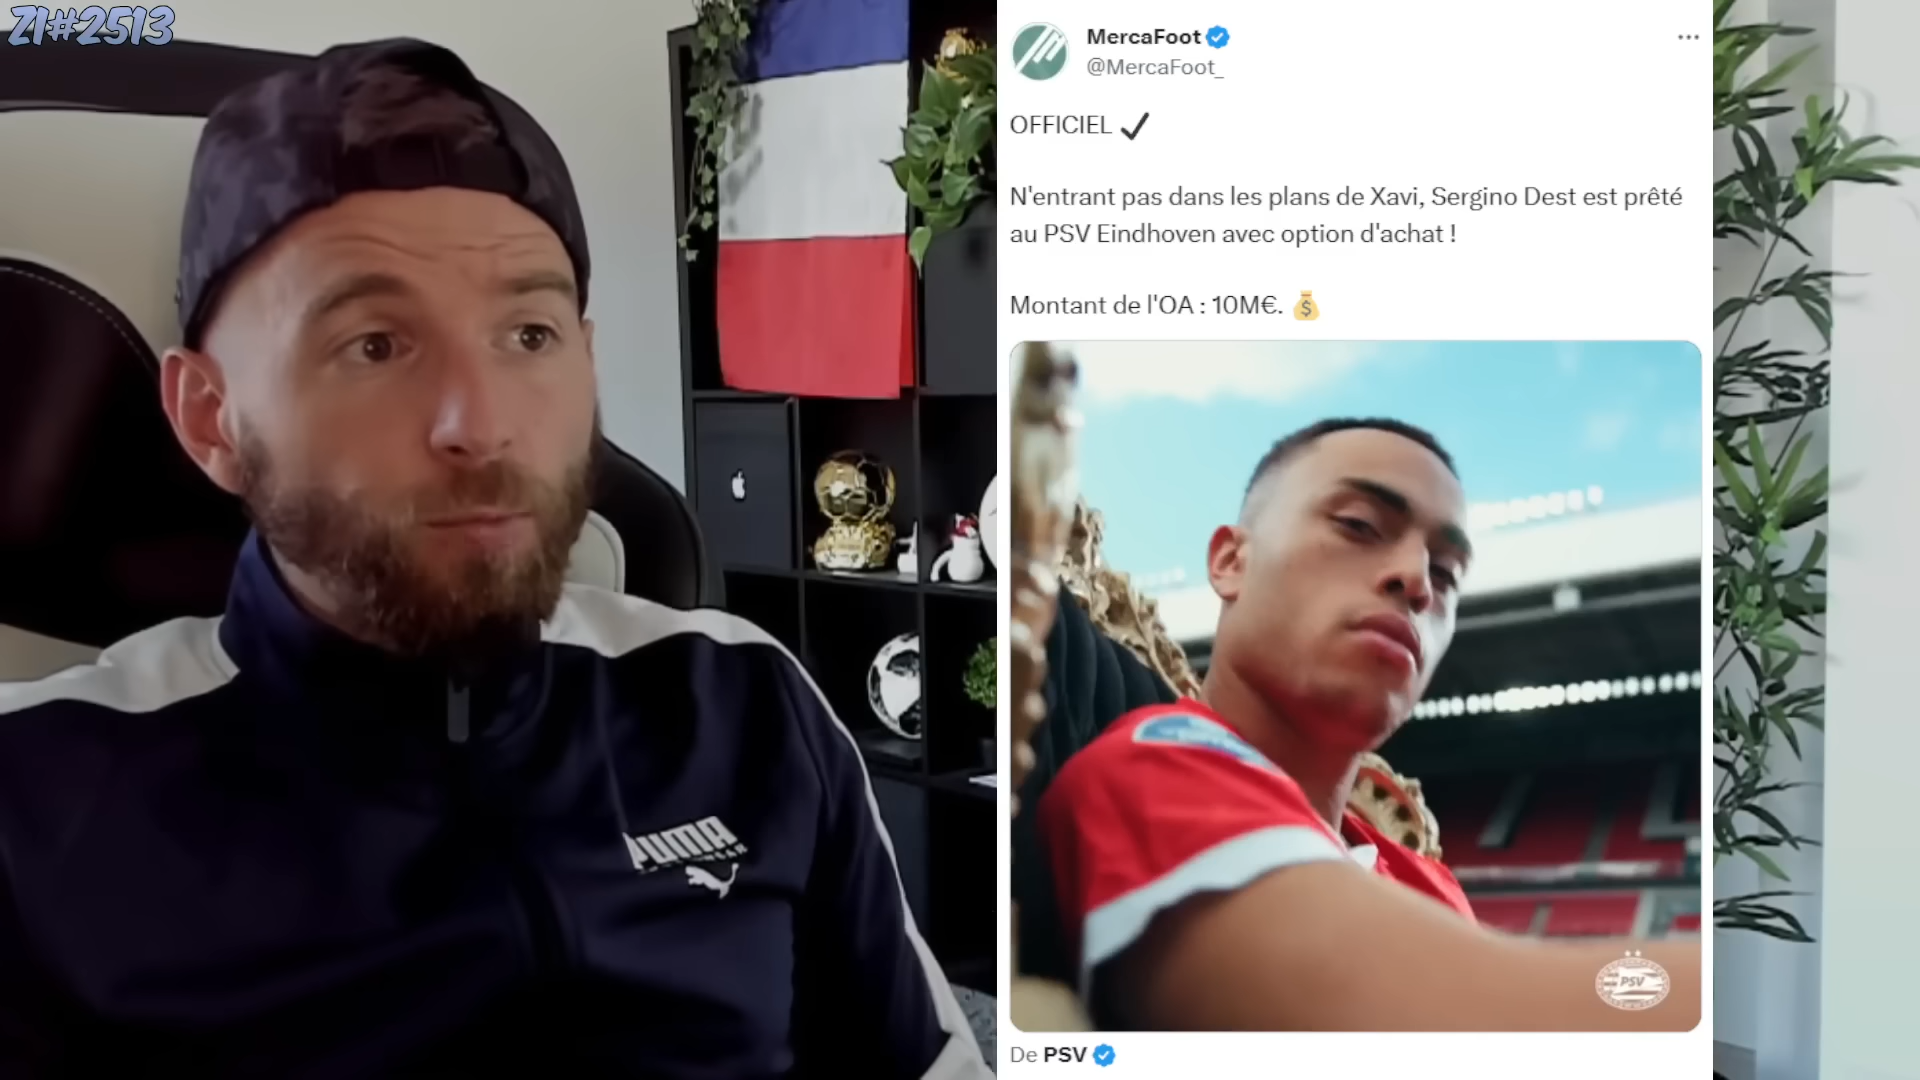 ZI#2513
MercaFoot
@MercaFoot_
OFFICIEL ✔
N'entrant pas dans les plans de Xavi, Sergino Dest est prêté
au PSV Eindhoven avec option d'achat !
Montant de l'OA : 10M€. 💰
PUMA
PSV
De PSV